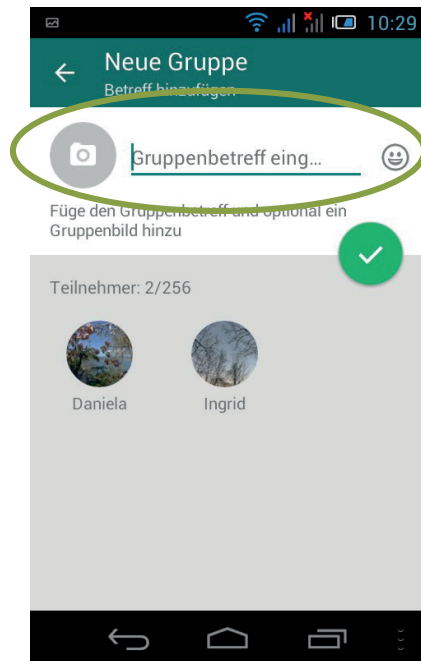 10:29
Neue Gruppe
Betreff hinzufügen
Gruppenbetreff eing...
Füge den Gruppenbetreff und optional ein
Gruppenbild hinzu
Teilnehmer: 2/256
Daniela Ingrid